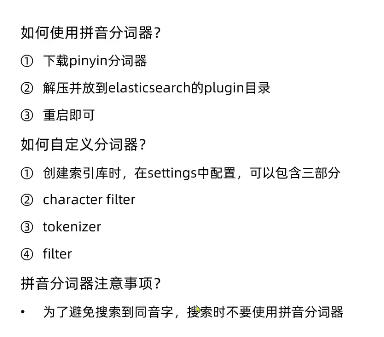 如何使用拼音分词器？
① 下载pinyin分词器
② 解压并放到elasticsearch的plugin目录
③ 重启即可
如何自定义分词器？
① 创建索引库时，在settings中配置，可以包含三部分
② character filter
③ tokenizer
④ filter
拼音分词器注意事项？
• 为了避免搜索到同音字，搜索时不要使用拼音分词器